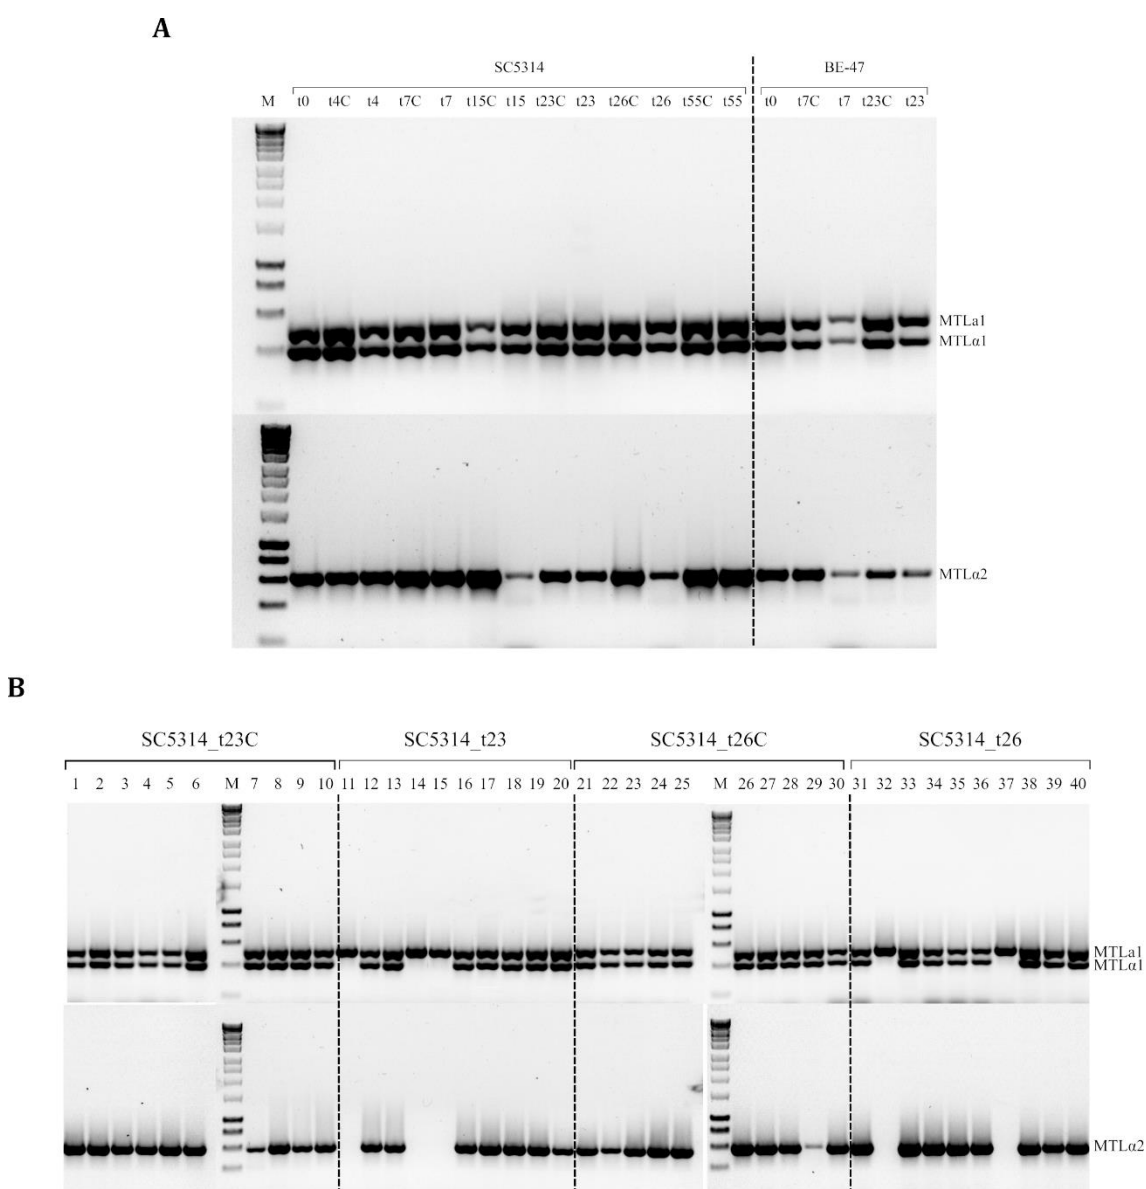 A
SC5314 BE-47
M t0 t4C t4 t7C t7 t15C t15 t23C t23 t26C t26 t55C t55 t0 t7C t7 t23C t23
MTLa1
MTLα1
MTLα2
B
SC5314_t23C SC5314_t23 SC5314_t26C SC5314_t26
1 2 3 4 5 6 M 7 8 9 10 11 12 13 14 15 16 17 18 19 20 21 22 23 24 25 M 26 27 28 29 30 31 32 33 34 35 36 37 38 39 40
MTLa1
MTLα1
MTLα2